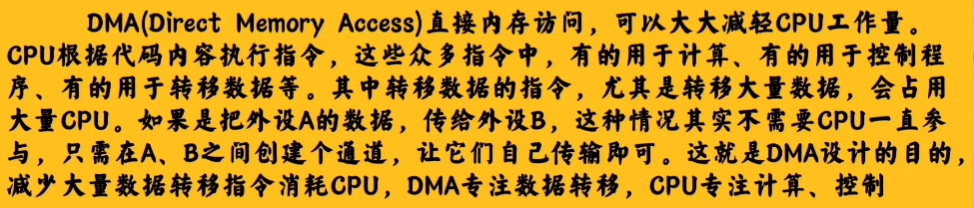 DMA(Direct Memory Access)直接内存访问，可以大大减轻CPU工作量。
CPU根据代码内容执行指令，这些众多指令中，有的用于计算、有的用于控制程
序、有的用于转移数据等。其中转移数据的指令，尤其是转移大量数据，会占用
大量CPU。如果是把外设A的数据，传给外设B，这种情况其实不需要CPU一直参
与，只需在A、B之间创建个通道，让它们自己传输即可。这就是DMA设计的目的，
减少大量数据转移指令消耗CPU，DMA专注数据转移，CPU专注计算、控制